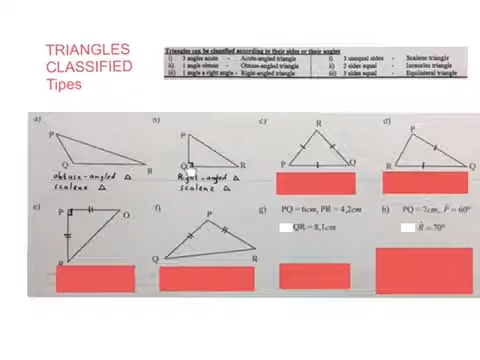 TRIANGLES
CLASSIFIED
Tipes
Triangles can be classified according to their sides or their angles
i) 3 angles acute - Acute-angled triangle
ii) 1 angle obtuse - Obtuse-angled triangle
iii) 1 angle a right angle - Right-angled triangle
i) 3 unequal sides - Scalene triangle
ii) 2 sides equal - Isosceles triangle
iii) 3 sides equal - Equilateral triangle
a)
P
Q
R
obtuse-angled Δ
scalene Δ
b)
P
Q
R
Right-angled Δ
scalene Δ
c)
R
P
Q
d)
P
R
Q
e)
P
Q
R
f)
P
Q
R
g) PQ = 6cm, PR = 4,2cm
QR = 8,1cm
h) PQ = 7cm, P̂ = 60°
R̂ = 70°